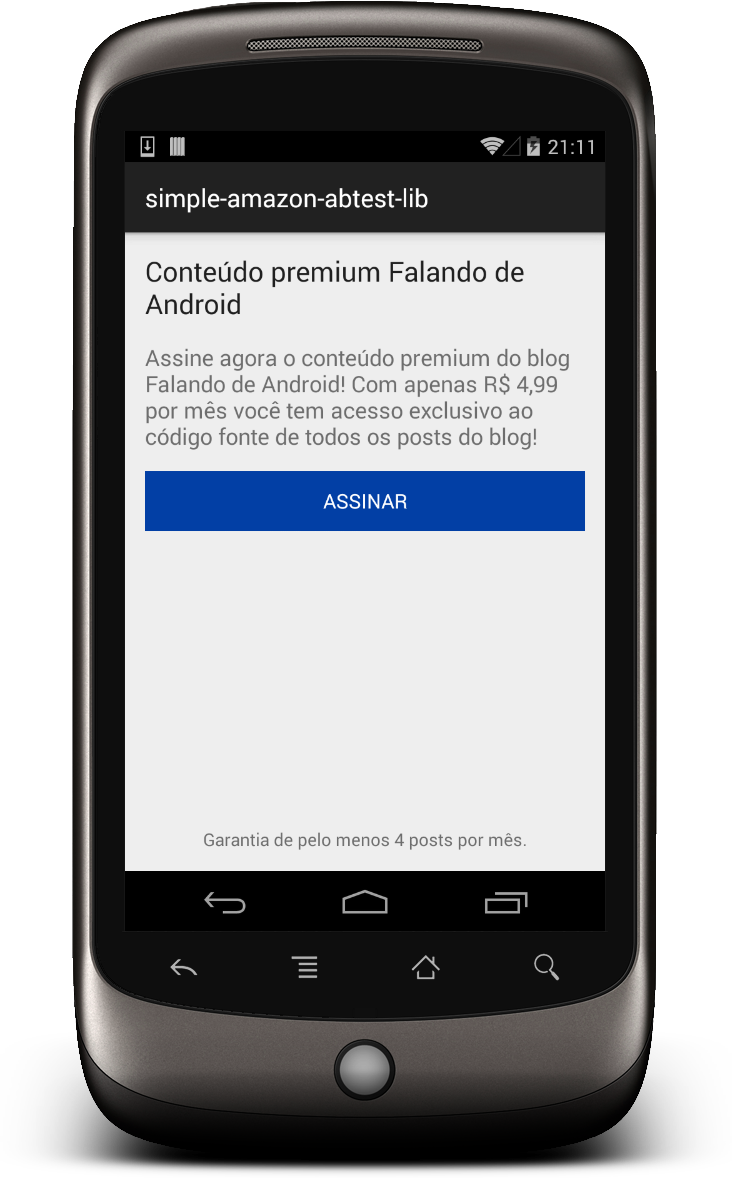 21:11
simple-amazon-abtest-lib
Conteúdo premium Falando de
Android
Assine agora o conteúdo premium do blog
Falando de Android! Com apenas R$ 4,99
por mês você tem acesso exclusivo ao
código fonte de todos os posts do blog!
ASSINAR
Garantia de pelo menos 4 posts por mês.